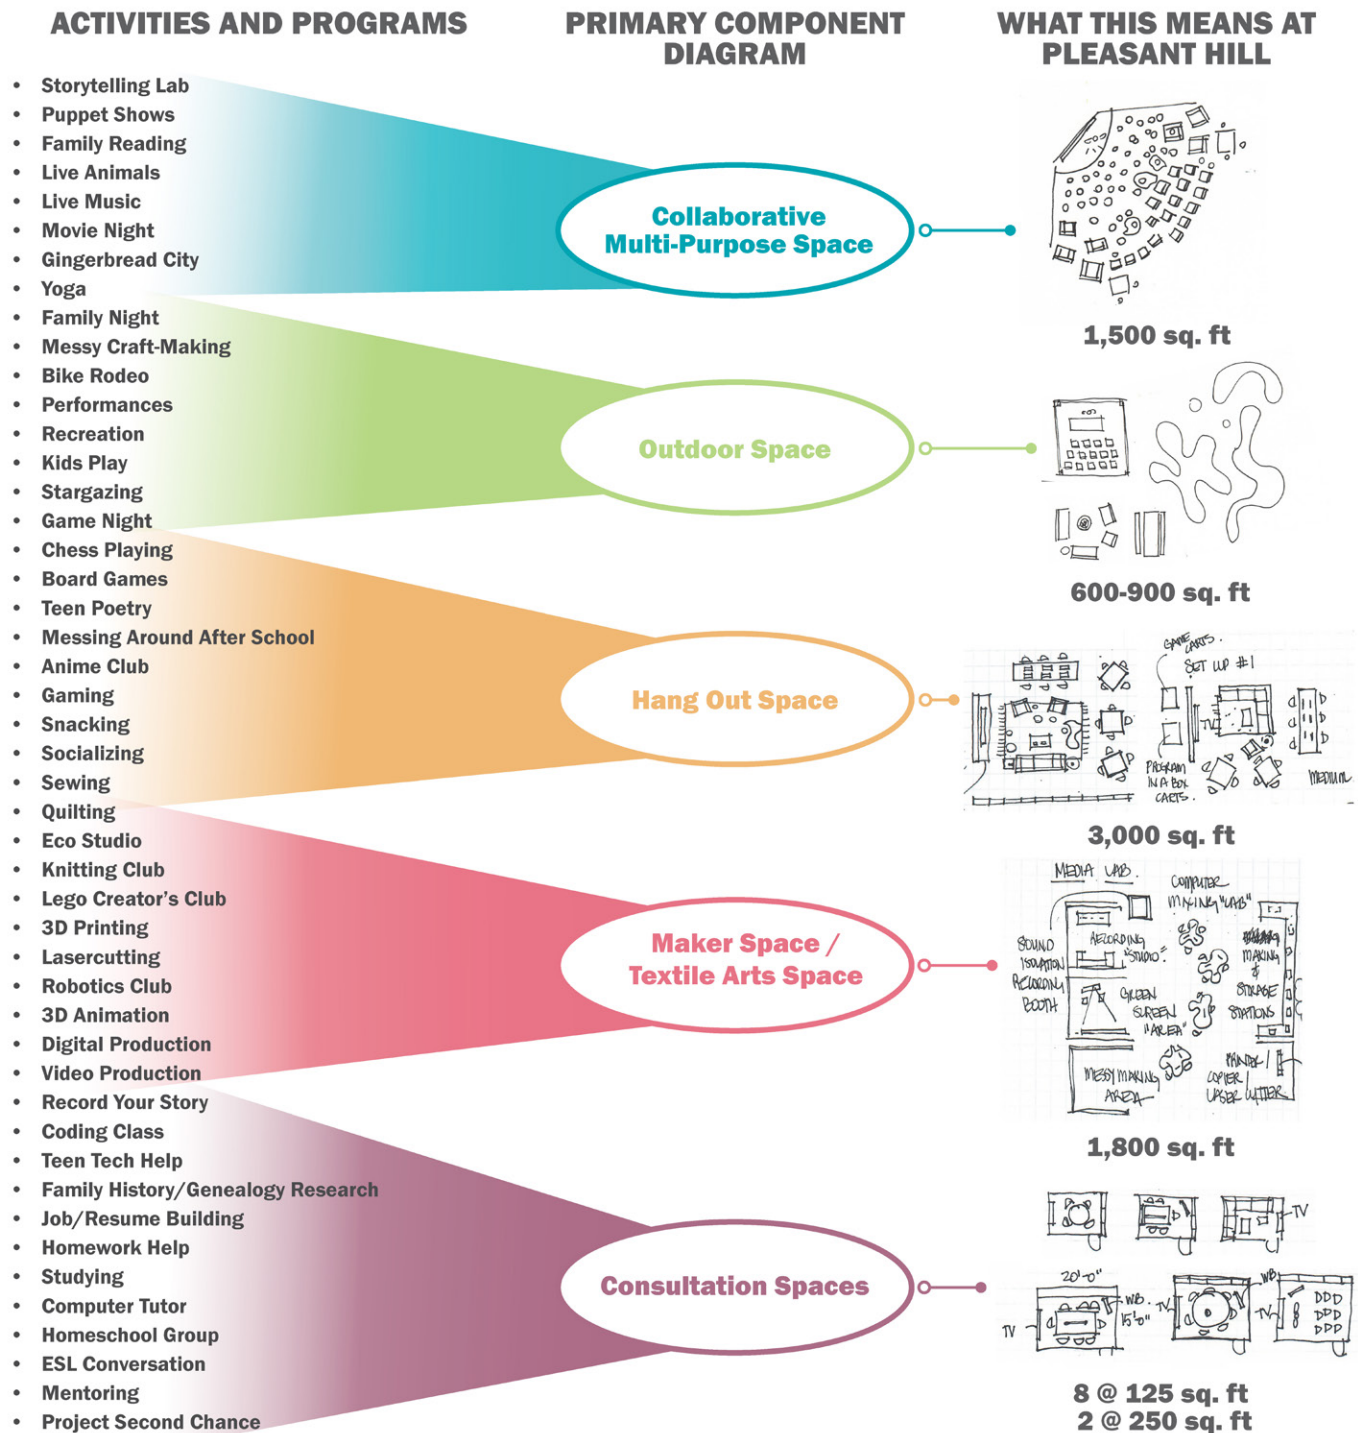 ACTIVITIES AND PROGRAMS
• Storytelling Lab
• Puppet Shows
• Family Reading
• Live Animals
• Live Music
• Movie Night
• Gingerbread City
• Yoga
• Family Night
• Messy Craft-Making
• Bike Rodeo
• Performances
• Recreation
• Kids Play
• Stargazing
• Game Night
• Chess Playing
• Board Games
• Teen Poetry
• Messing Around After School
• Anime Club
• Gaming
• Snacking
• Socializing
• Sewing
• Quilting
• Eco Studio
• Knitting Club
• Lego Creator's Club
• 3D Printing
• Lasercutting
• Robotics Club
• 3D Animation
• Digital Production
• Video Production
• Record Your Story
• Coding Class
• Teen Tech Help
• Family History/Genealogy Research
• Job/Resume Building
• Homework Help
• Studying
• Computer Tutor
• Homeschool Group
• ESL Conversation
• Mentoring
• Project Second Chance
PRIMARY COMPONENT
DIAGRAM
Collaborative
Multi-Purpose Space
Outdoor Space
Hang Out Space
Maker Space /
Textile Arts Space
Consultation Spaces
WHAT THIS MEANS AT
PLEASANT HILL
1,500 sq. ft
600-900 sq. ft
GAME
CARTS.
SET UP #1
TV
PROGRAM
IN A BOX
CARTS.
MEDIUM
3,000 sq. ft
MEDIA LAB.
COMPUTER
MIXING "LAB"
SOUND
ISOLATION
RECORDING
BOOTH
RECORDING
"STUDIO".
GREEN
SCREEN
"AREA"
MAKING
&
STORAGE
STATIONS
MESSY MAKING
AREA
PRINTER/
COPIER/
LASER CUTTER
1,800 sq. ft
TV
20'-0"
WB.
15'-0"
TV
TV
WB
TV
8 @ 125 sq. ft
2 @ 250 sq. ft